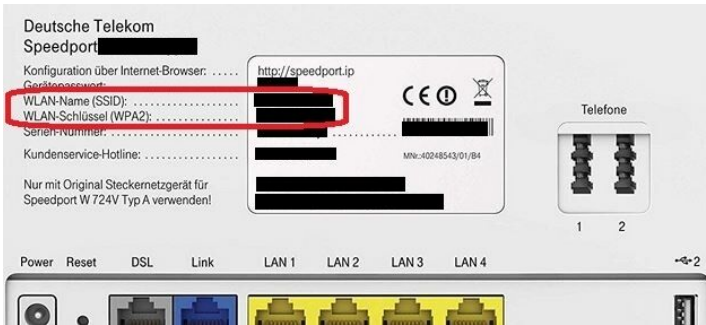 Deutsche Telekom
Speedport
Konfiguration über Internet-Browser: ..... http://speedport.ip
Gerätepasswort:
WLAN-Name (SSID): ..............
WLAN-Schlüssel (WPA2): ..........
Serien-Nummer: ..............
Kundenservice-Hotline: ..............
MNr.:40248543/01/B4
Nur mit Original Steckernetzgerät für
Speedport W 724V Typ A verwenden!
CE
Telefone
1 2
Power Reset DSL Link LAN 1 LAN 2 LAN 3 LAN 4 2